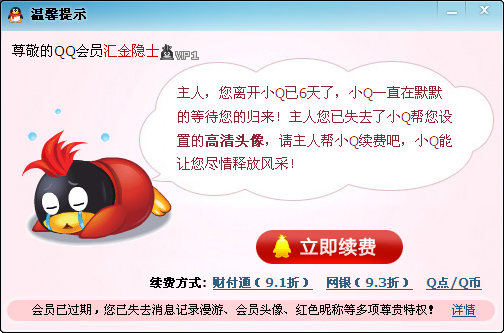 温馨提示
尊敬的QQ会员汇金隐士VIP1
主人，您离开小Q已6天了，小Q一直在默默
的等待您的归来！主人您已失去了小Q帮您设
置的高清头像，请主人帮小Q续费吧，小Q能
让您尽情释放风采！
立即续费
续费方式: 财付通（9.1折） 网银（9.3折） Q点/Q币
会员已过期，您已失去消息记录漫游、会员头像、红色昵称等多项尊贵特权！ 详情